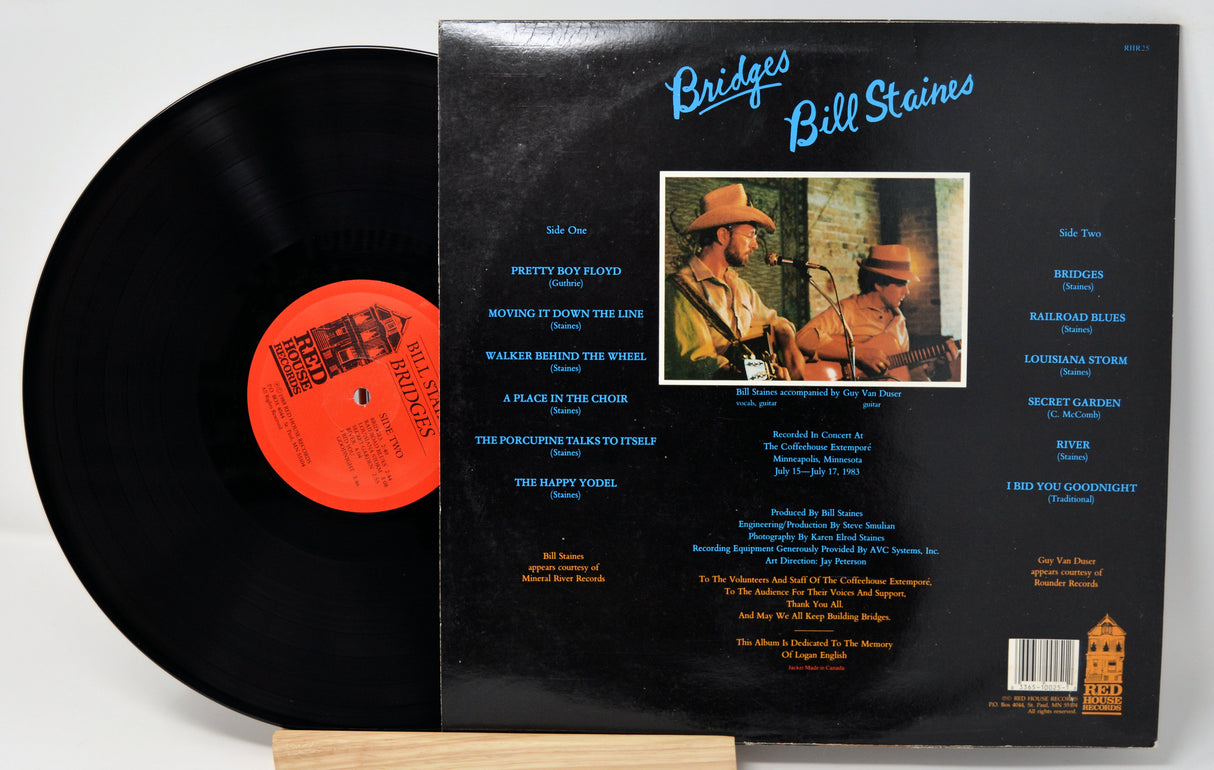 RHR25
Bridges
Bill Staines
Side One
PRETTY BOY FLOYD
(Guthrie)
MOVING IT DOWN THE LINE
(Staines)
WALKER BEHIND THE WHEEL
(Staines)
A PLACE IN THE CHOIR
(Staines)
THE PORCUPINE TALKS TO ITSELF
(Staines)
THE HAPPY YODEL
(Staines)
Bill Staines
appears courtesy of
Mineral River Records
Bill Staines accompanied by Guy Van Duser
vocals, guitar guitar
Recorded In Concert At
The Coffeehouse Extemporé
Minneapolis, Minnesota
July 15—July 17, 1983
Produced By Bill Staines
Engineering/Production By Steve Smulian
Photography By Karen Elrod Staines
Recording Equipment Generously Provided By AVC Systems, Inc.
Art Direction: Jay Peterson
To The Volunteers And Staff Of The Coffeehouse Extemporé,
To The Audience For Their Voices And Support,
Thank You All.
And May We All Keep Building Bridges.
This Album Is Dedicated To The Memory
Of Logan English
Jacket Made in Canada
Side Two
BRIDGES
(Staines)
RAILROAD BLUES
(Staines)
LOUISIANA STORM
(Staines)
SECRET GARDEN
(C. McComb)
RIVER
(Staines)
I BID YOU GOODNIGHT
(Traditional)
Guy Van Duser
appears courtesy of
Rounder Records
RED HOUSE RECORDS
P.O. Box 4044, St. Paul, MN 55104
All rights reserved.
RED
HOUSE
RECORDS
RED
HOUSE
RECORDS
BILL STA
BRIDGES
SIDE TWO